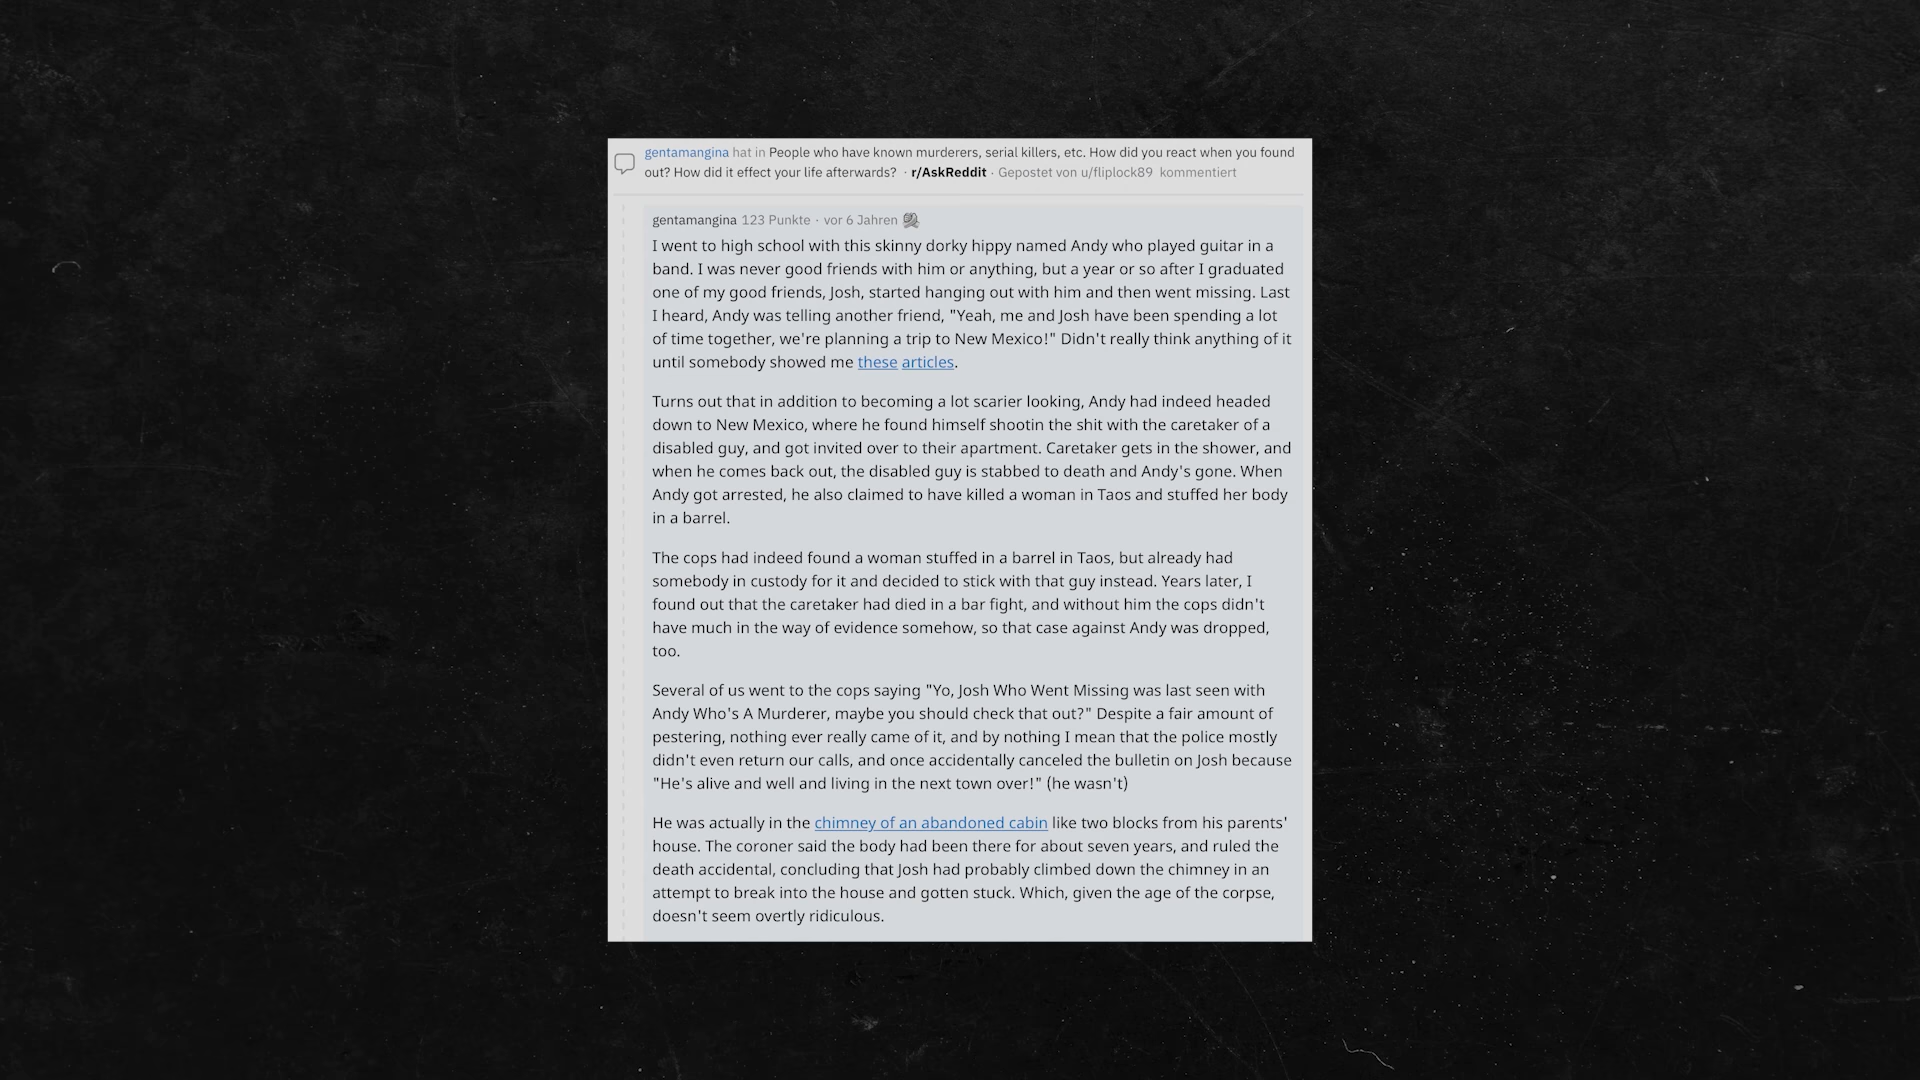 gentamangina hat in People who have known murderers, serial killers, etc. How did you react when you found
out? How did it effect your life afterwards? · r/AskReddit · Gepostet von u/fliplock89 kommentiert
gentamangina 123 Punkte · vor 6 Jahren
I went to high school with this skinny dorky hippy named Andy who played guitar in a
band. I was never good friends with him or anything, but a year or so after I graduated
one of my good friends, Josh, started hanging out with him and then went missing. Last
I heard, Andy was telling another friend, "Yeah, me and Josh have been spending a lot
of time together, we're planning a trip to New Mexico!" Didn't really think anything of it
until somebody showed me these articles.
Turns out that in addition to becoming a lot scarier looking, Andy had indeed headed
down to New Mexico, where he found himself shootin the shit with the caretaker of a
disabled guy, and got invited over to their apartment. Caretaker gets in the shower, and
when he comes back out, the disabled guy is stabbed to death and Andy's gone. When
Andy got arrested, he also claimed to have killed a woman in Taos and stuffed her body
in a barrel.
The cops had indeed found a woman stuffed in a barrel in Taos, but already had
somebody in custody for it and decided to stick with that guy instead. Years later, I
found out that the caretaker had died in a bar fight, and without him the cops didn't
have much in the way of evidence somehow, so that case against Andy was dropped,
too.
Several of us went to the cops saying "Yo, Josh Who Went Missing was last seen with
Andy Who's A Murderer, maybe you should check that out?" Despite a fair amount of
pestering, nothing ever really came of it, and by nothing I mean that the police mostly
didn't even return our calls, and once accidentally canceled the bulletin on Josh because
"He's alive and well and living in the next town over!" (he wasn't)
He was actually in the chimney of an abandoned cabin like two blocks from his parents'
house. The coroner said the body had been there for about seven years, and ruled the
death accidental, concluding that Josh had probably climbed down the chimney in an
attempt to break into the house and gotten stuck. Which, given the age of the corpse,
doesn't seem overtly ridiculous.